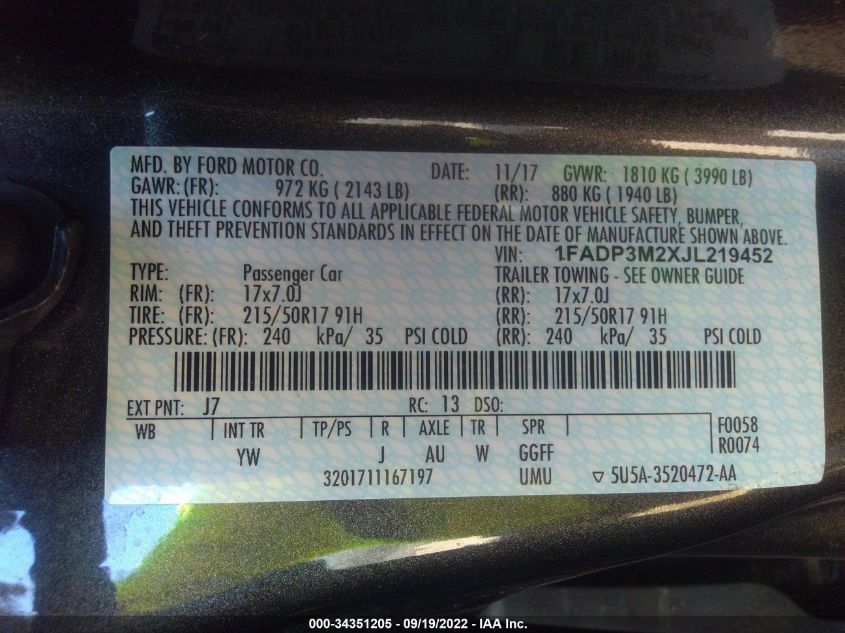 MFD. BY FORD MOTOR CO. DATE: 11/17 GVWR: 1810 KG ( 3990 LB)
GAWR: (FR): 972 KG ( 2143 LB) (RR): 880 KG ( 1940 LB)
THIS VEHICLE CONFORMS TO ALL APPLICABLE FEDERAL MOTOR VEHICLE SAFETY, BUMPER,
AND THEFT PREVENTION STANDARDS IN EFFECT ON THE DATE OF MANUFACTURE SHOWN ABOVE.
VIN: 1FADP3M2XJL219452
TYPE: Passenger Car TRAILER TOWING - SEE OWNER GUIDE
RIM: (FR): 17x7.0J (RR): 17x7.0J
TIRE: (FR): 215/50R17 91H (RR): 215/50R17 91H
PRESSURE: (FR): 240 kPa/ 35 PSI COLD (RR): 240 kPa/ 35 PSI COLD
EXT PNT: J7 RC: 13 DSO:
WB INT TR TP/PS R AXLE TR SPR F0058
R0074
YW J AU W GGFF
3201711167197 UMU ▽ 5U5A-3520472-AA
000-34351205 - 09/19/2022 - IAA Inc.